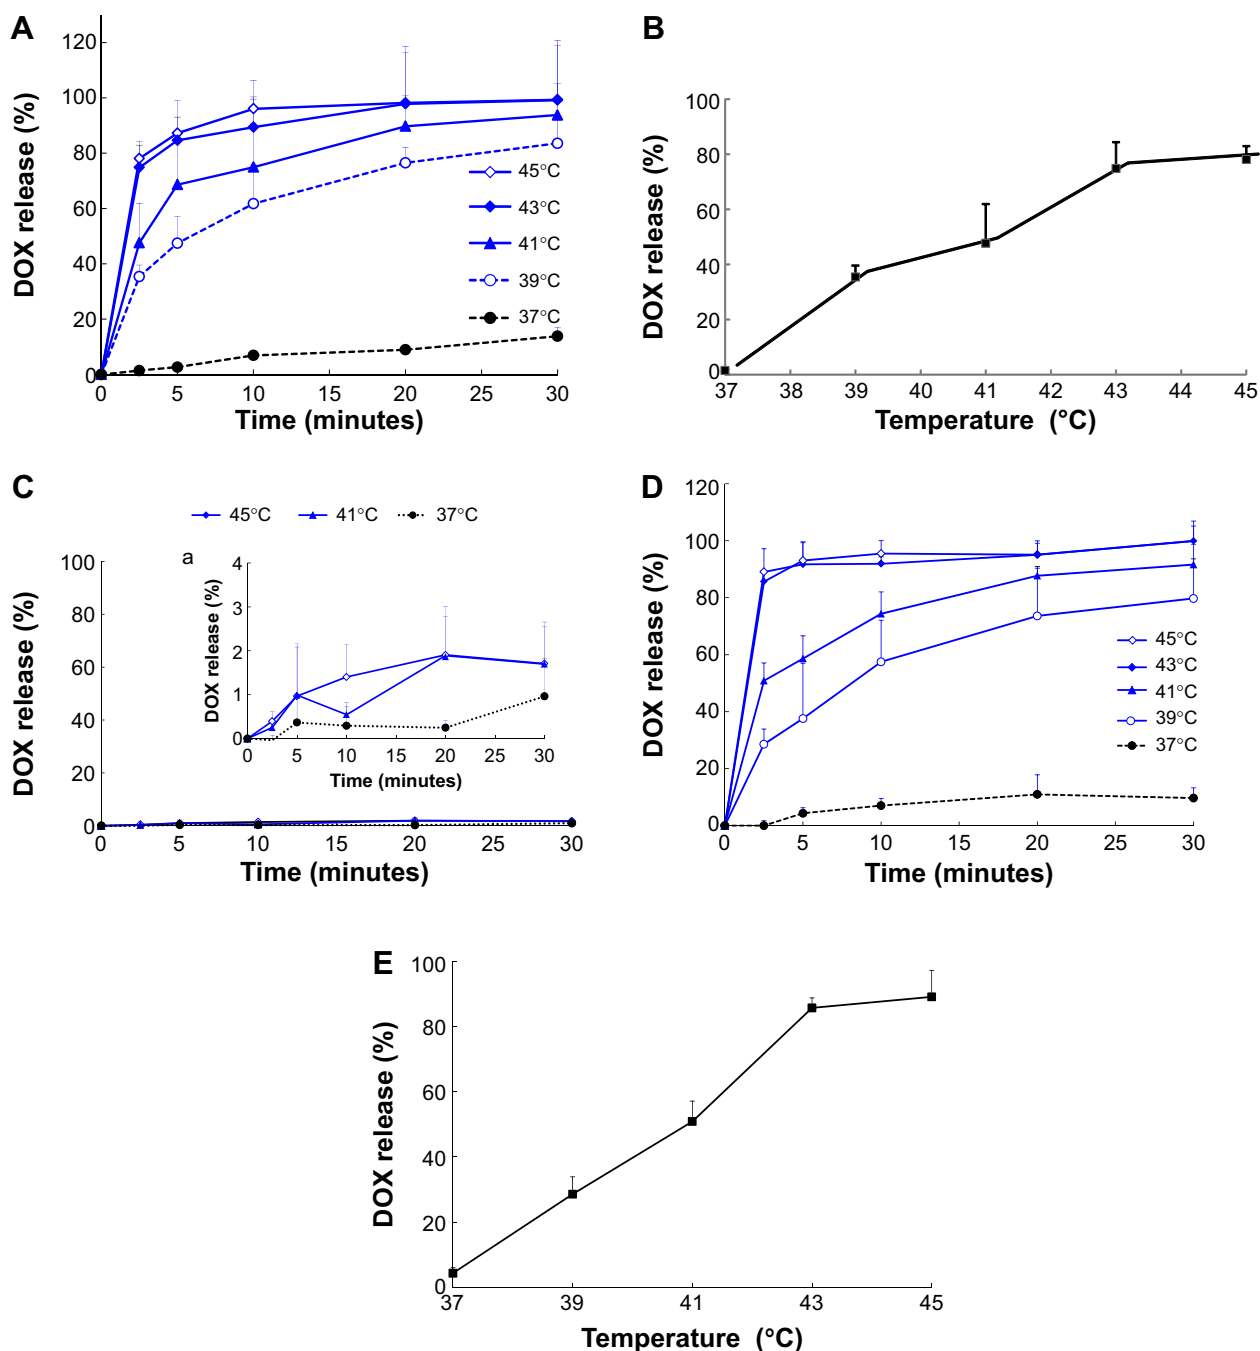 A
DOX release (%)
120
100
80
60
40
20
0
0 5 10 15 20 25 30
Time (minutes)
45°C
43°C
41°C
39°C
37°C
B
DOX release (%)
100
80
60
40
20
0
37 38 39 40 41 42 43 44 45
Temperature (°C)
C
45°C 41°C 37°C
DOX release (%)
100
80
60
40
20
0
0 5 10 15 20 25 30
Time (minutes)
a
DOX release (%)
4
3
2
1
0
0 5 10 15 20 25 30
Time (minutes)
D
DOX release (%)
120
100
80
60
40
20
0
0 5 10 15 20 25 30
Time (minutes)
45°C
43°C
41°C
39°C
37°C
E
DOX release (%)
100
80
60
40
20
0
37 39 41 43 45
Temperature (°C)